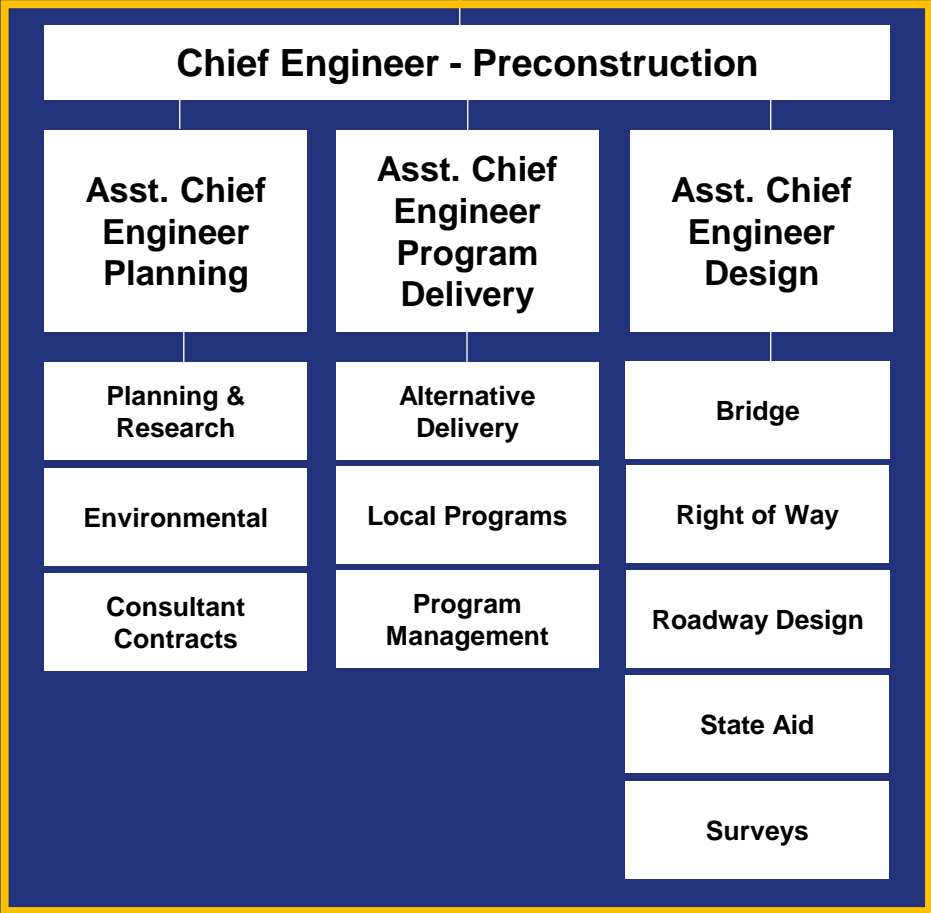 Chief Engineer - Preconstruction
Asst. Chief
Engineer
Planning
Asst. Chief
Engineer
Program
Delivery
Asst. Chief
Engineer
Design
Planning &
Research
Environmental
Consultant
Contracts
Alternative
Delivery
Local Programs
Program
Management
Bridge
Right of Way
Roadway Design
State Aid
Surveys